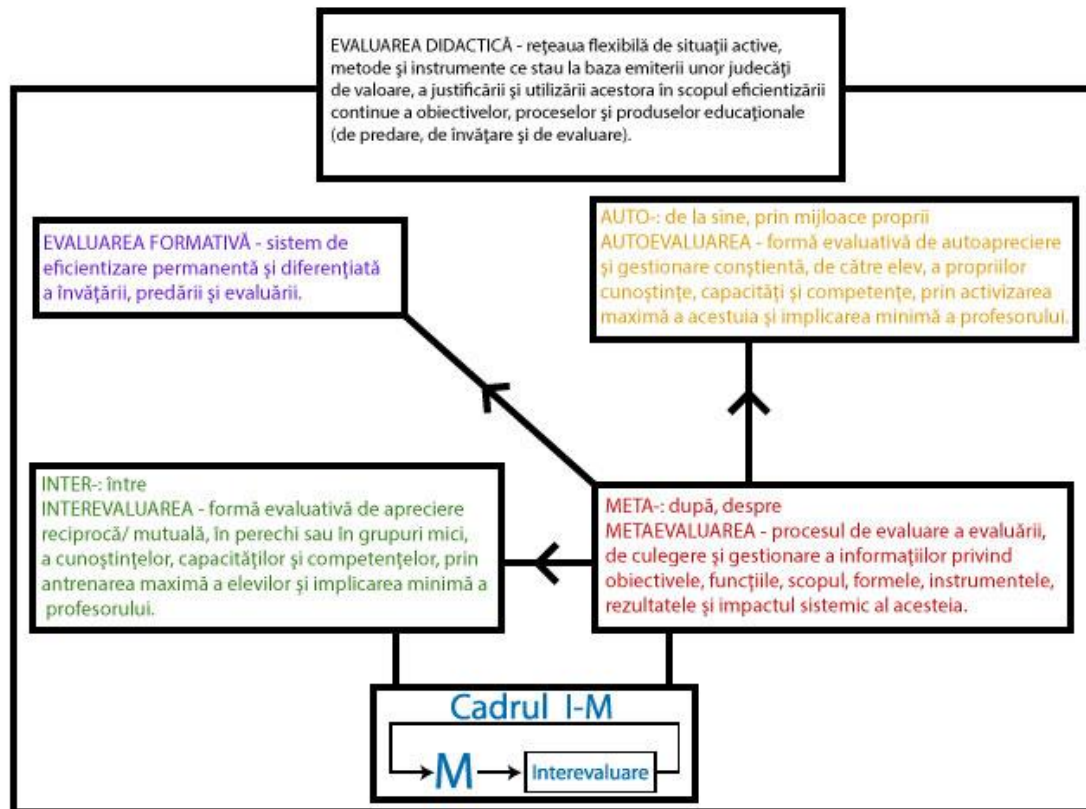 EVALUAREA DIDACTICĂ - rețeaua flexibilă de situații active,
metode și instrumente ce stau la baza emiterii unor judecăți
de valoare, a justificării și utilizării acestora în scopul eficientizării
continue a obiectivelor, proceselor și produselor educaționale
(de predare, de învățare și de evaluare).
EVALUAREA FORMATIVĂ - sistem de
eficientizare permanentă și diferențiată
a învățării, predării și evaluării.
AUTO-: de la sine, prin mijloace proprii
AUTOEVALUAREA - formă evaluativă de autoapreciere
și gestionare conștientă, de către elev, a propriilor
cunoștințe, capacități și competențe, prin activizarea
maximă a acestuia și implicarea minimă a profesorului.
INTER-: între
INTEREVALUAREA - formă evaluativă de apreciere
reciprocă/ mutuală, în perechi sau în grupuri mici,
a cunoștințelor, capacităților și competențelor, prin
antrenarea maximă a elevilor și implicarea minimă a
profesorului.
META-: după, despre
METAEVALUAREA - procesul de evaluare a evaluării,
de culegere și gestionare a informațiilor privind
obiectivele, funcțiile, scopul, formele, instrumentele,
rezultatele și impactul sistemic al acesteia.
Cadrul I-M
M
Interevaluare